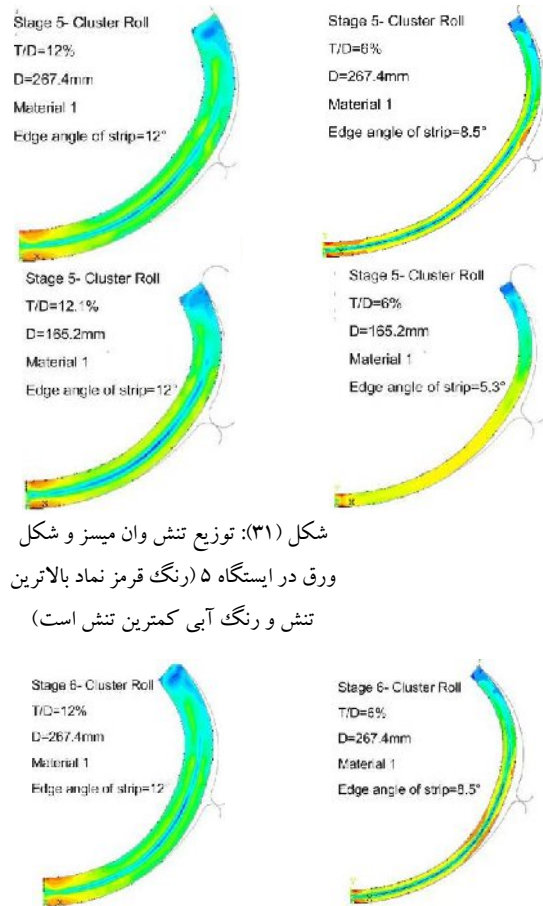 Stage 5- Cluster Roll
T/D=12%
D=267.4mm
Material 1
Edge angle of strip=12°
Stage 5- Cluster Roll
T/D=6%
D=267.4mm
Material 1
Edge angle of strip=8.5°
Stage 5- Cluster Roll
T/D=12.1%
D=165.2mm
Material 1
Edge angle of strip=12°
Stage 5- Cluster Roll
T/D=6%
D=165.2mm
Material 1
Edge angle of strip=5.3°
شکل (۳۱): توزیع تنش وان میسز و شکل
ورق در ایستگاه ۵ (رنگ قرمز نماد بالاترین
تنش و رنگ آبی کمترین تنش است)
Stage 6- Cluster Roll
T/D=12%
D=267.4mm
Material 1
Edge angle of strip=12
Stage 6- Cluster Roll
T/D=6%
D=267.4mm
Material 1
Edge angle of strip=8.5°